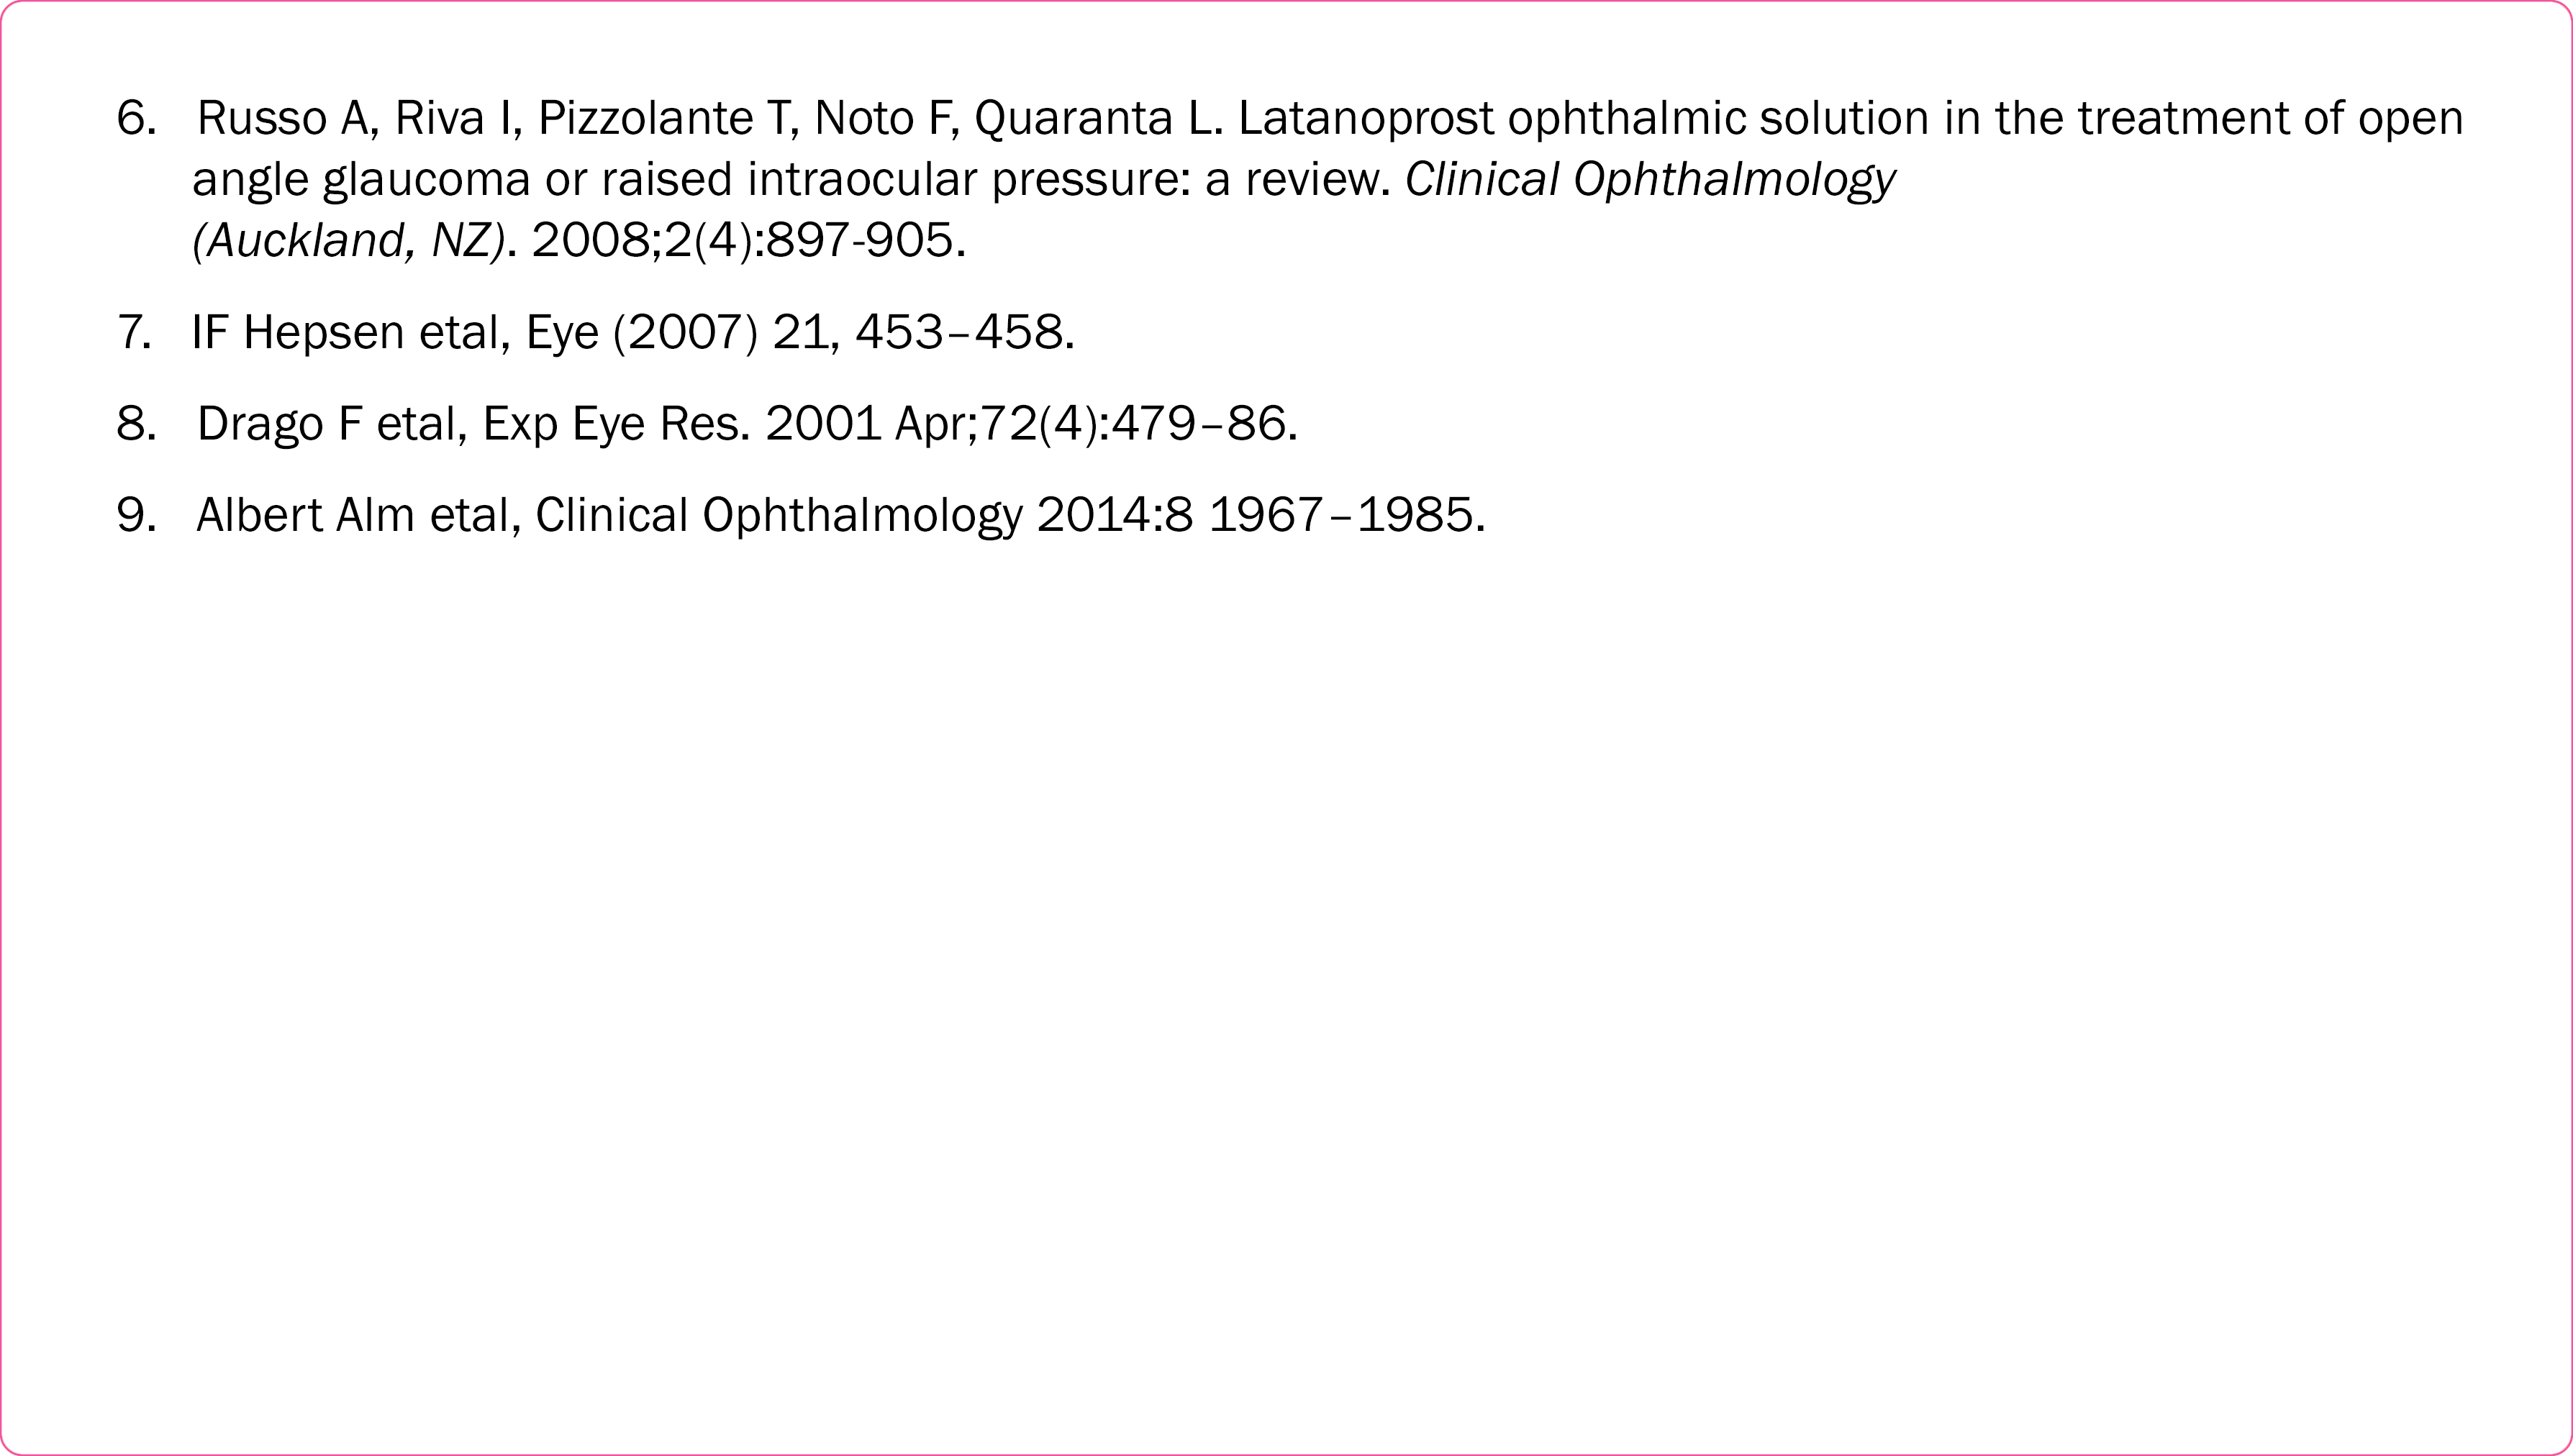 6. Russo A, Riva I, Pizzolante T, Noto F, Quaranta L. Latanoprost ophthalmic solution in the treatment of open
angle glaucoma or raised intraocular pressure: a review. Clinical Ophthalmology
(Auckland, NZ). 2008;2(4):897-905.
7. IF Hepsen etal, Eye (2007) 21, 453–458.
8. Drago F etal, Exp Eye Res. 2001 Apr;72(4):479–86.
9. Albert Alm etal, Clinical Ophthalmology 2014:8 1967–1985.